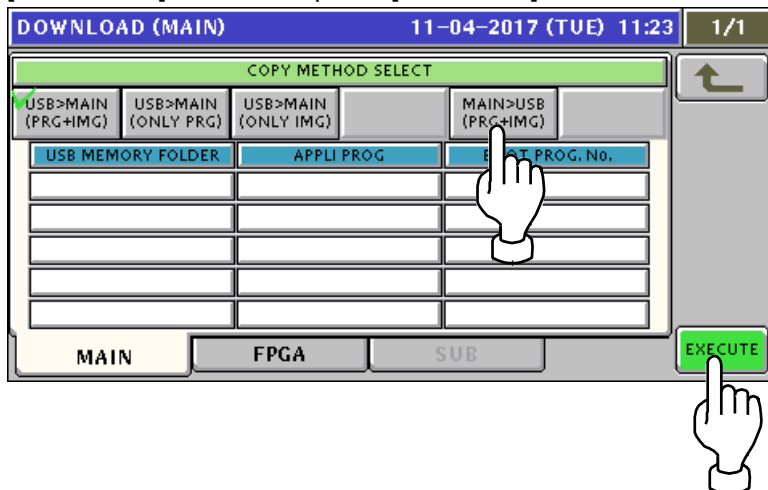 DOWNLOAD (MAIN) 11-04-2017 (TUE) 11:23 1/1
COPY METHOD SELECT
USB>MAIN USB>MAIN USB>MAIN MAIN>USB
(PRG+IMG) (ONLY PRG) (ONLY IMG) (PRG+IMG)
USB MEMORY FOLDER APPLI PROG PROG. No.
MAIN FPGA SUB EXECUTE